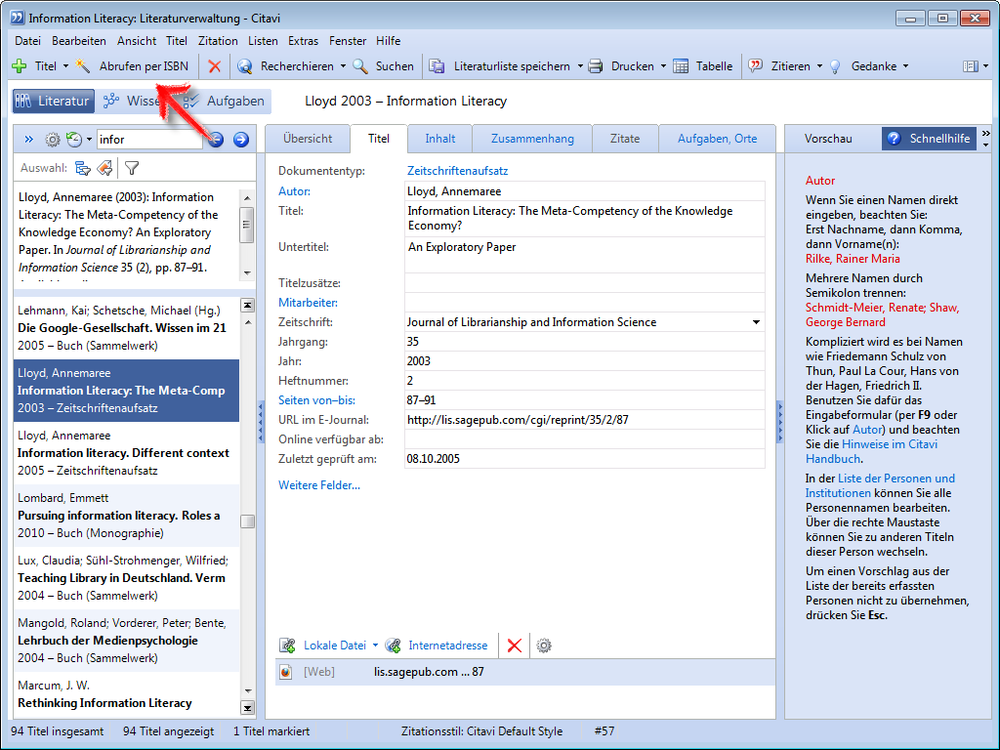 Information Literacy: Literaturverwaltung - Citavi
Datei Bearbeiten Ansicht Titel Zitation Listen Extras Fenster Hilfe
Titel Abrufen per ISBN Recherchieren Suchen Literaturliste speichern Drucken Tabelle Zitieren Gedanke
Literatur Wisse Aufgaben Lloyd 2003 – Information Literacy
infor
Auswahl:
Lloyd, Annemaree (2003): Information
Literacy: The Meta-Competency of the
Knowledge Economy? An Exploratory
Paper. In Journal of Librarianship and
Information Science 35 (2), pp. 87–91.
Lehmann, Kai; Schetsche, Michael (Hg.)
Die Google-Gesellschaft. Wissen im 21
2005 – Buch (Sammelwerk)
Lloyd, Annemaree
Information Literacy: The Meta-Comp
2003 – Zeitschriftenaufsatz
Lloyd, Annemaree
Information literacy. Different context
2005 – Zeitschriftenaufsatz
Lombard, Emmett
Pursuing information literacy. Roles a
2010 – Buch (Monographie)
Lux, Claudia; Sühl-Strohmenger, Wilfried;
Teaching Library in Deutschland. Verm
2004 – Buch (Sammelwerk)
Mangold, Roland; Vorderer, Peter; Bente,
Lehrbuch der Medienpsychologie
2004 – Buch (Sammelwerk)
Marcum, J. W.
Rethinking Information Literacy
Übersicht Titel Inhalt Zusammenhang Zitate Aufgaben, Orte
Dokumententyp: Zeitschriftenaufsatz
Autor: Lloyd, Annemaree
Titel: Information Literacy: The Meta-Competency of the Knowledge
Economy?
Untertitel: An Exploratory Paper
Titelzusätze:
Mitarbeiter:
Zeitschrift: Journal of Librarianship and Information Science
Jahrgang: 35
Jahr: 2003
Heftnummer: 2
Seiten von–bis: 87–91
URL im E-Journal: http://lis.sagepub.com/cgi/reprint/35/2/87
Online verfügbar ab:
Zuletzt geprüft am: 08.10.2005
Weitere Felder...
Lokale Datei Internetadresse
[Web] lis.sagepub.com ... 87
Vorschau Schnellhilfe
Autor
Wenn Sie einen Namen direkt
eingeben, beachten Sie:
Erst Nachname, dann Komma,
dann Vorname(n):
Rilke, Rainer Maria
Mehrere Namen durch
Semikolon trennen:
Schmidt-Meier, Renate; Shaw,
George Bernard
Kompliziert wird es bei Namen
wie Friedemann Schulz von
Thun, Paul La Cour, Hans von
der Hagen, Friedrich II.
Benutzen Sie dafür das
Eingabeformular (per F9 oder
Klick auf Autor) und beachten
Sie die Hinweise im Citavi
Handbuch.
In der Liste der Personen und
Institutionen können Sie alle
Personennamen bearbeiten.
Über die rechte Maustaste
können Sie zu anderen Titeln
dieser Person wechseln.
Um einen Vorschlag aus der
Liste der bereits erfassten
Personen nicht zu übernehmen,
drücken Sie Esc.
94 Titel insgesamt 94 Titel angezeigt 1 Titel markiert Zitationsstil: Citavi Default Style #57